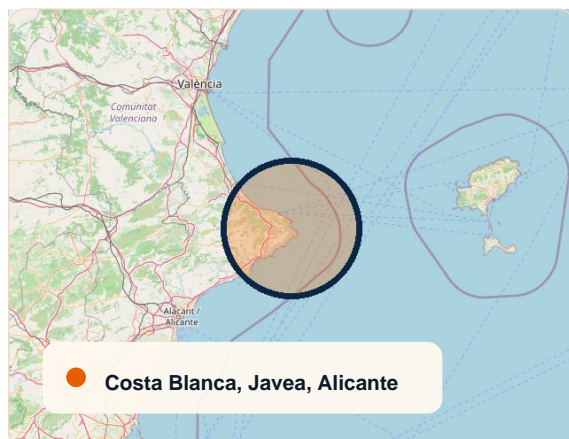 València
Comunitat
Valenciana
Alacant /
Alicante
Costa Blanca, Javea, Alicante